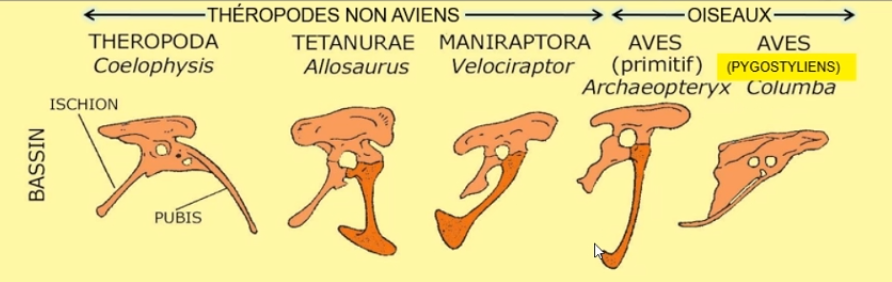 THÉROPODES NON AVIENS
OISEAUX
THEROPODA
Coelophysis
TETANURAE
Allosaurus
MANIRAPTORA
Velociraptor
AVES
(primitif)
Archaeopteryx
AVES
(PYGOSTYLIENS)
Columba
ISCHION
BASSIN
PUBIS